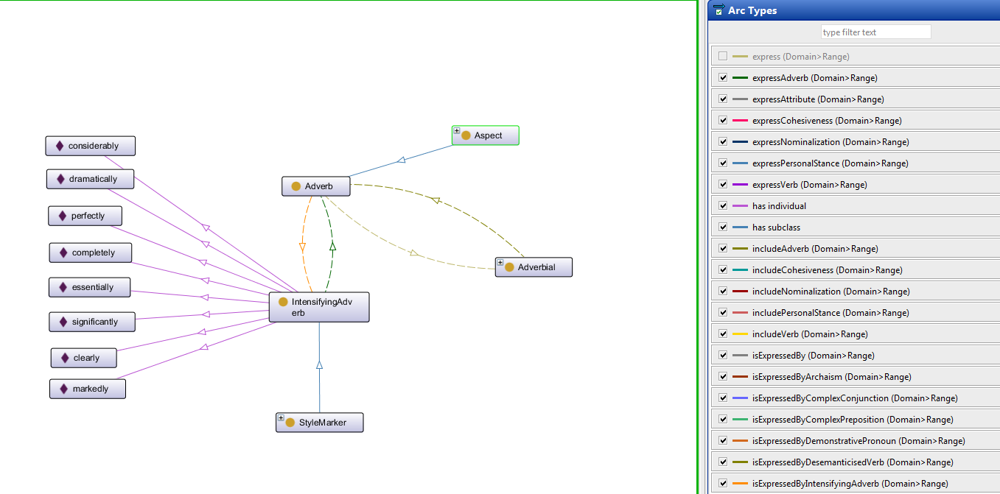 Aspect
considerably
dramatically
Adverb
perfectly
completely
Adverbial
essentially
IntensifyingAdv
erb
significantly
clearly
markedly
StyleMarker
Arc Types
type filter text
express (Domain>Range)
expressAdverb (Domain>Range)
expressAttribute (Domain>Range)
expressCohesiveness (Domain>Range)
expressNominalization (Domain>Range)
expressPersonalStance (Domain>Range)
expressVerb (Domain>Range)
has individual
has subclass
includeAdverb (Domain>Range)
includeCohesiveness (Domain>Range)
includeNominalization (Domain>Range)
includePersonalStance (Domain>Range)
includeVerb (Domain>Range)
isExpressedBy (Domain>Range)
isExpressedByArchaism (Domain>Range)
isExpressedByComplexConjunction (Domain>Range)
isExpressedByComplexPreposition (Domain>Range)
isExpressedByDemonstrativePronoun (Domain>Range)
isExpressedByDesemanticisedVerb (Domain>Range)
isExpressedByIntensifyingAdverb (Domain>Range)